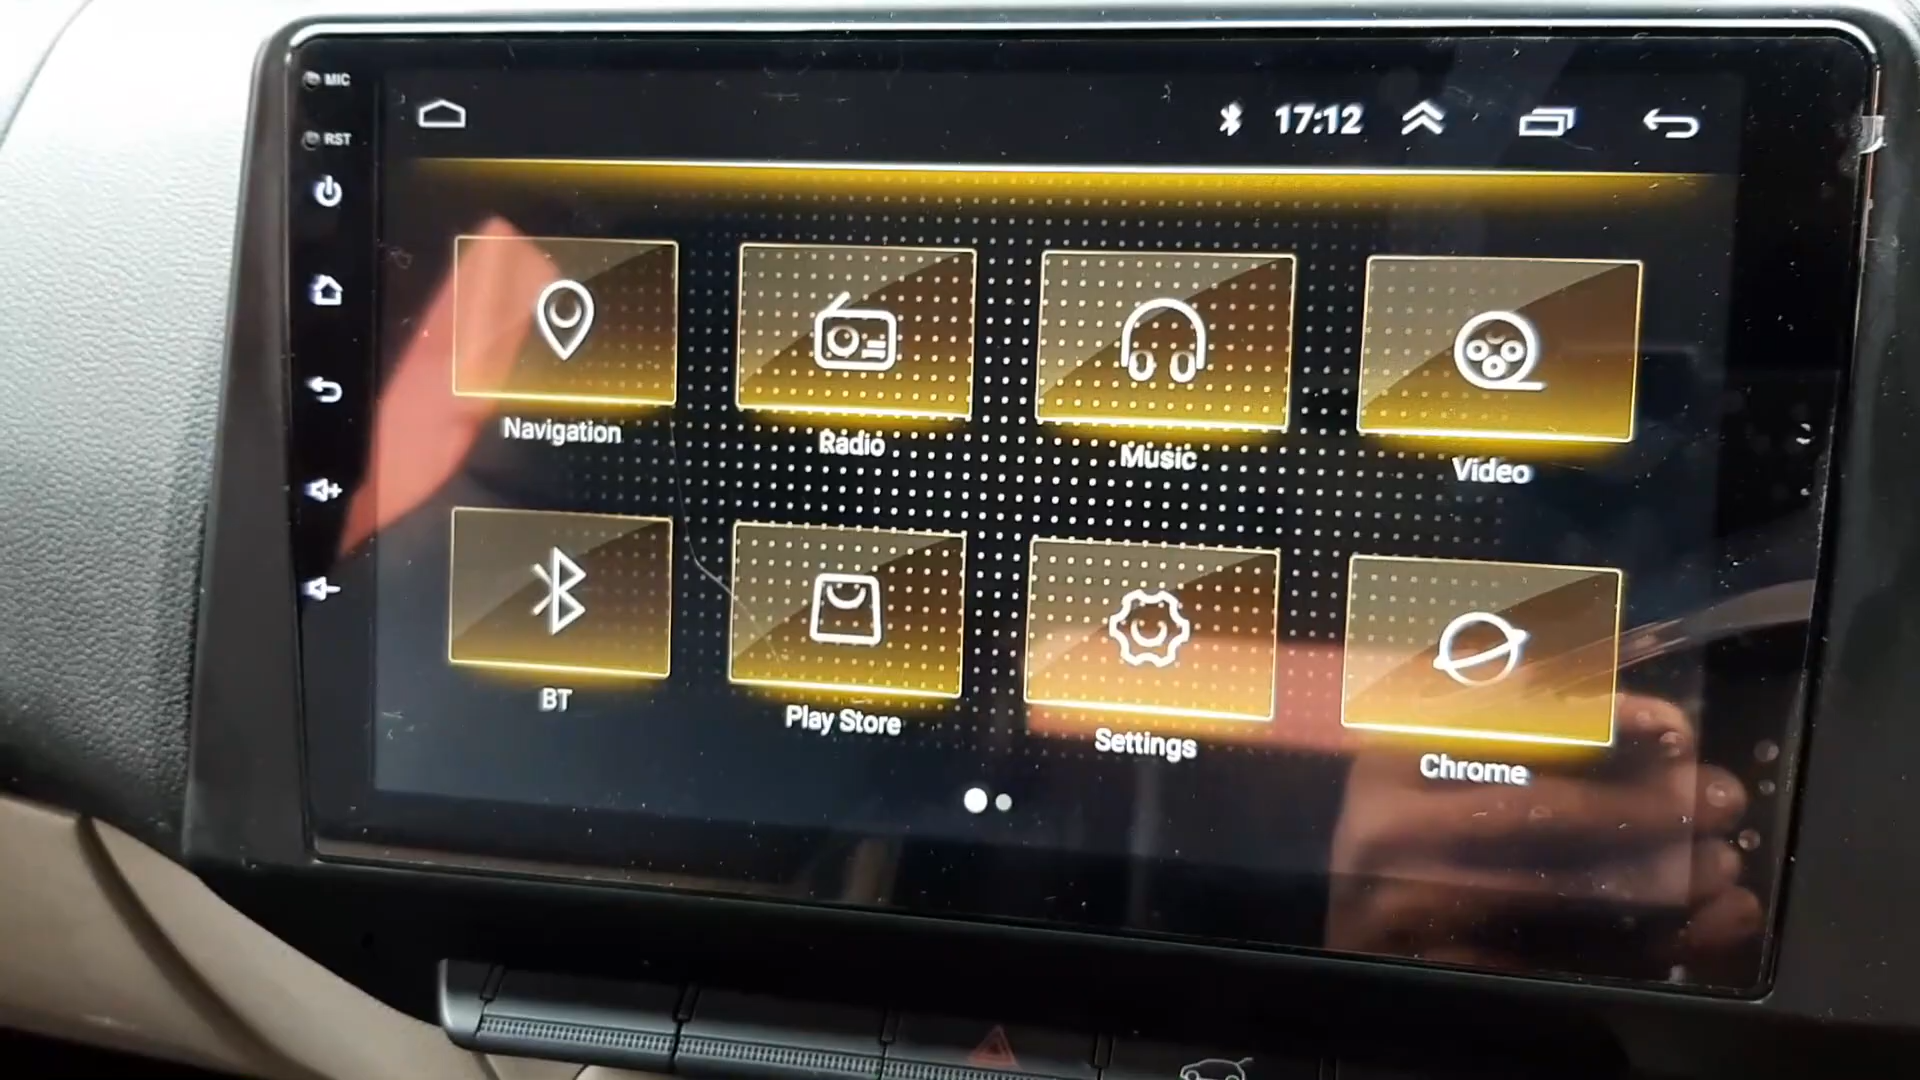 MIC
17:12
RST
Navigation
Radio
Music
Video
BT
Play Store
Settings
Chrome